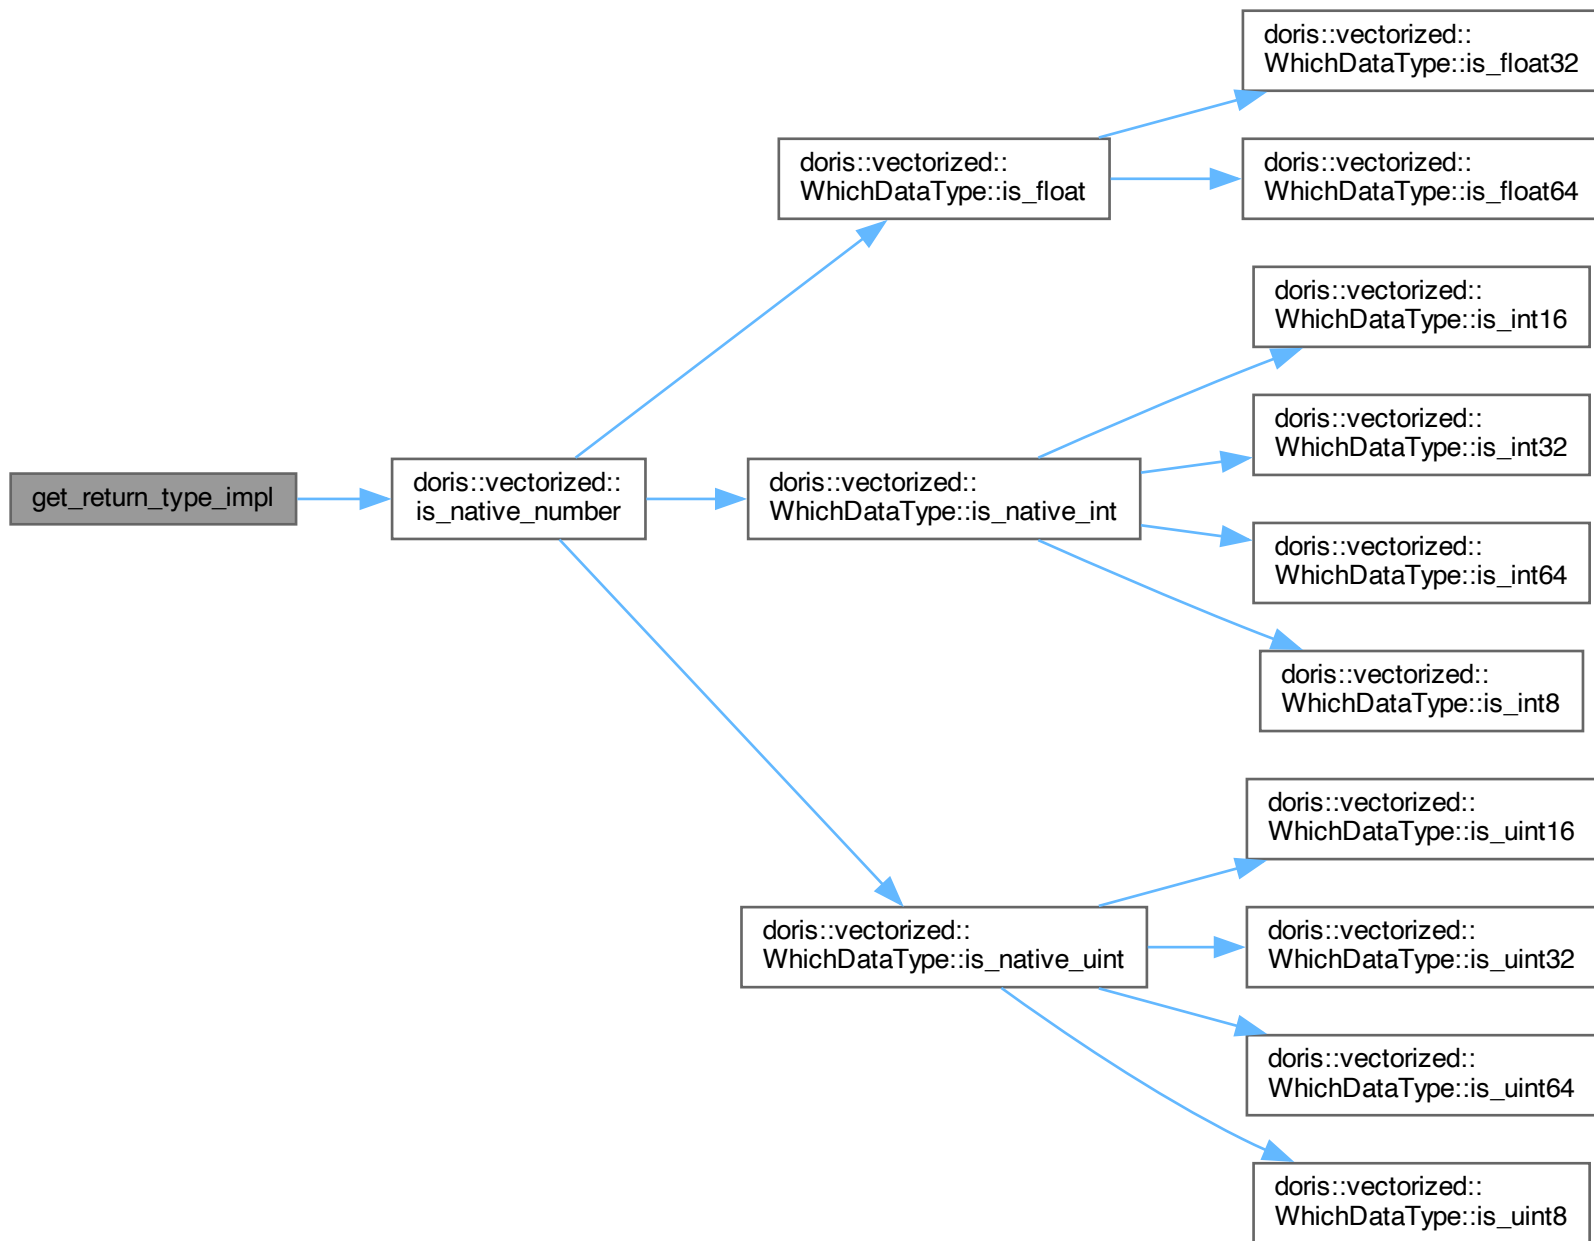 doris::vectorized::
WhichDataType::is_float32
doris::vectorized::
WhichDataType::is_float
doris::vectorized::
WhichDataType::is_float64
doris::vectorized::
WhichDataType::is_int16
doris::vectorized::
WhichDataType::is_int32
get_return_type_impl
doris::vectorized::
is_native_number
doris::vectorized::
WhichDataType::is_native_int
doris::vectorized::
WhichDataType::is_int64
doris::vectorized::
WhichDataType::is_int8
doris::vectorized::
WhichDataType::is_uint16
doris::vectorized::
WhichDataType::is_native_uint
doris::vectorized::
WhichDataType::is_uint32
doris::vectorized::
WhichDataType::is_uint64
doris::vectorized::
WhichDataType::is_uint8